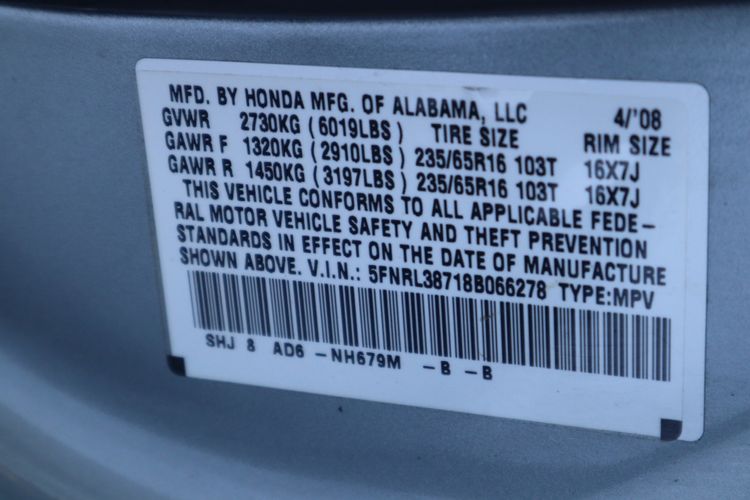 MFD. BY HONDA MFG. OF ALABAMA, LLC 4/'08
GVWR 2730KG (6019LBS) TIRE SIZE RIM SIZE
GAWR F 1320KG (2910LBS) 235/65R16 103T 16X7J
GAWR R 1450KG (3197LBS) 235/65R16 103T 16X7J
THIS VEHICLE CONFORMS TO ALL APPLICABLE FEDE-
RAL MOTOR VEHICLE SAFETY AND THEFT PREVENTION
STANDARDS IN EFFECT ON THE DATE OF MANUFACTURE
SHOWN ABOVE. V.I.N.: 5FNRL38718B066278 TYPE:MPV
SHJ 8 AD6 -NH679M -B -B